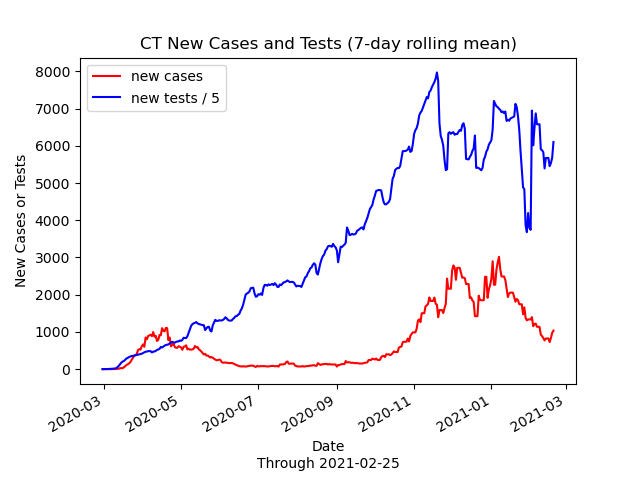 CT New Cases and Tests (7-day rolling mean)
new cases
new tests / 5
8000
7000
6000
5000
4000
3000
2000
1000
0
New Cases or Tests
2020-03
2020-05
2020-07
2020-09
2020-11
2021-01
2021-03
Date
Through 2021-02-25